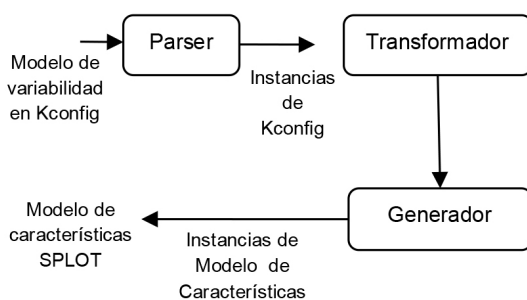 Parser
Transformador
Modelo de
variabilidad
en Kconfig
Instancias
de
Kconfig
Generador
Modelo de
características
SPLOT
Instancias de
Modelo de
Características